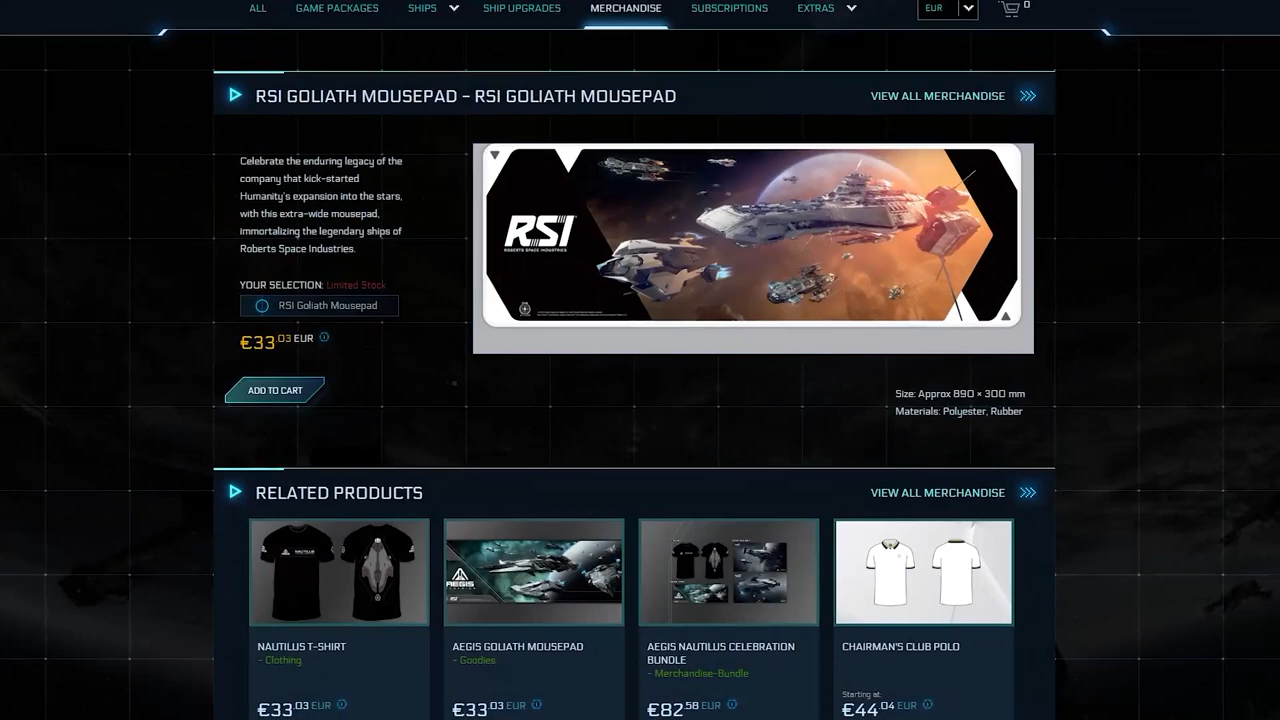 ALL
GAME PACKAGES
SHIPS
SHIP UPGRADES
MERCHANDISE
SUBSCRIPTIONS
EXTRAS
EUR
0
RSI GOLIATH MOUSEPAD - RSI GOLIATH MOUSEPAD
VIEW ALL MERCHANDISE
Celebrate the enduring legacy of the
company that kick-started
Humanity's expansion into the stars,
with this extra-wide mousepad,
immortalizing the legendary ships of
Roberts Space Industries.
YOUR SELECTION: Limited Stock
RSI Goliath Mousepad
€33.03 EUR
ADD TO CART
RSI
ROBERTS SPACE INDUSTRIES
Size: Approx 890 × 300 mm
Materials: Polyester, Rubber
RELATED PRODUCTS
VIEW ALL MERCHANDISE
NAUTILUS
AEGIS
NAUTILUS T-SHIRT
- Clothing
€33.03 EUR
AEGIS GOLIATH MOUSEPAD
- Goodies
€33.03 EUR
AEGIS NAUTILUS CELEBRATION
BUNDLE
- Merchandise-Bundle
€82.58 EUR
CHAIRMAN'S CLUB POLO
Starting at:
€44.04 EUR